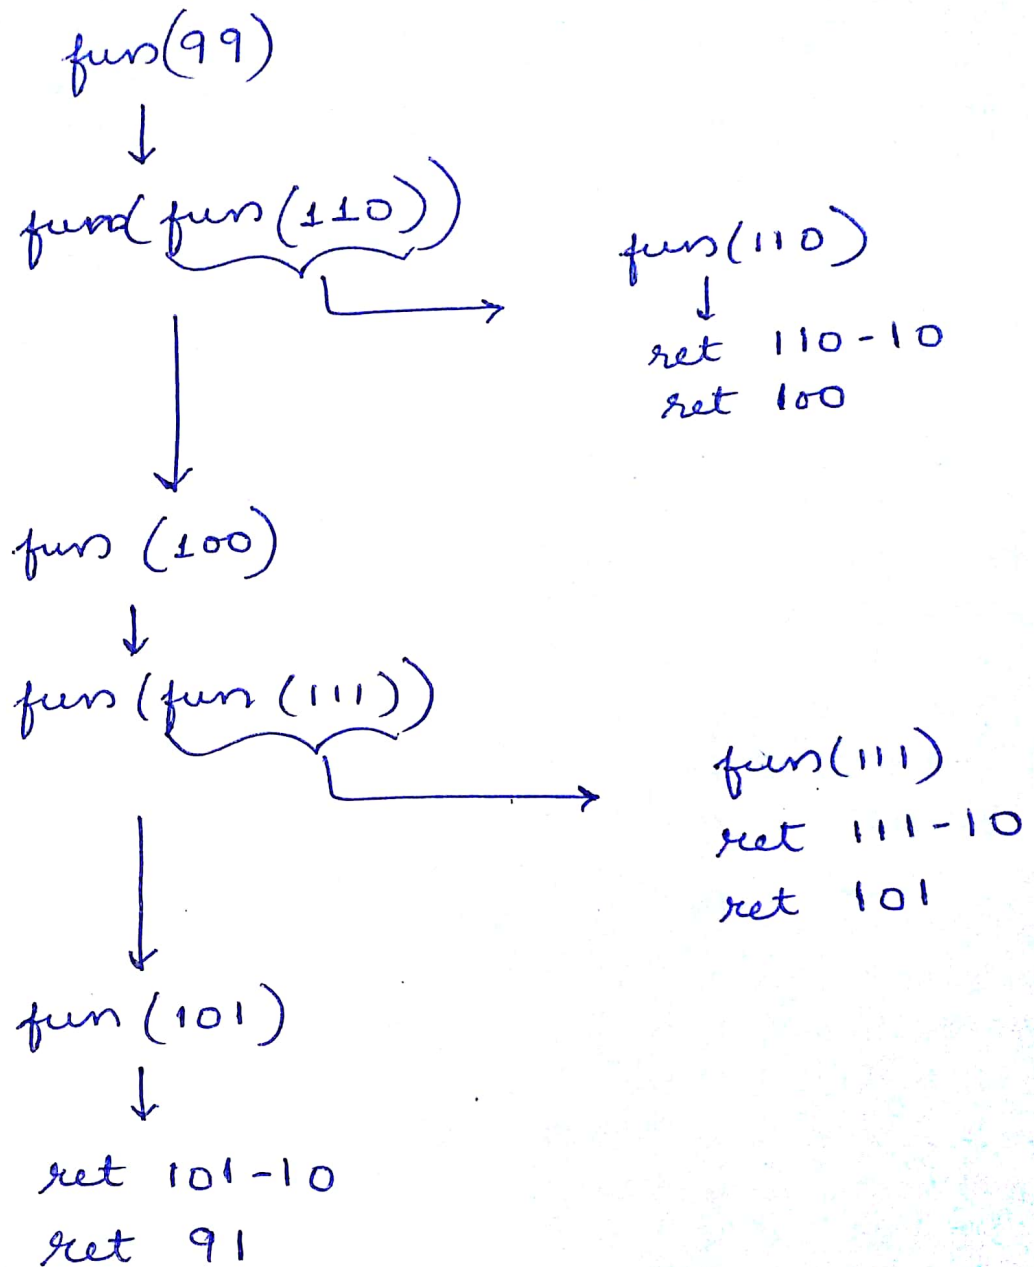 fun(99)
fun(fun(110))
fun(110)
ret 110-10
ret 100
fun (100)
fun (fun (111))
fun(111)
ret 111-10
ret 101
fun (101)
ret 101-10
ret 91